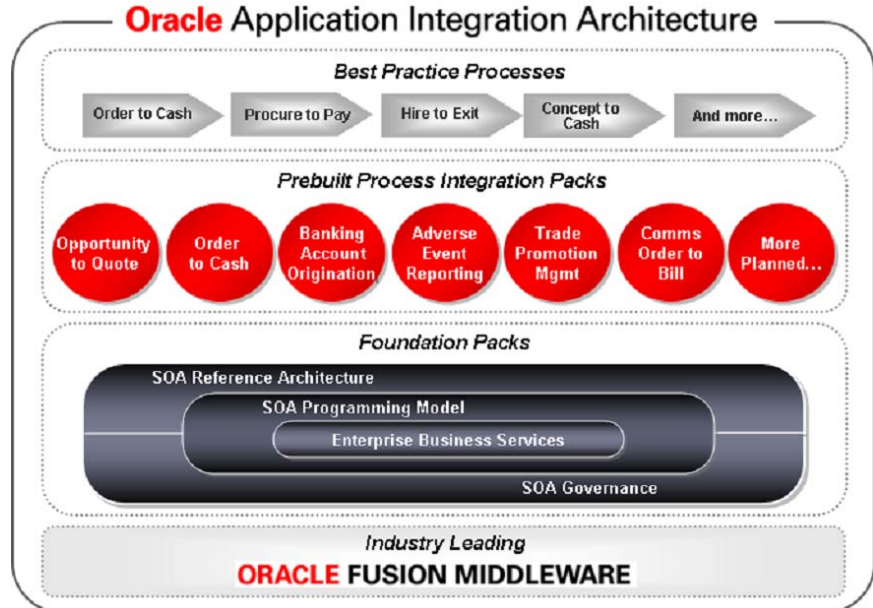 Oracle Application Integration Architecture
Best Practice Processes
Order to Cash
Procure to Pay
Hire to Exit
Concept to
Cash
And more...
Prebuilt Process Integration Packs
Opportunity
to Quote
Order
to Cash
Banking
Account
Origination
Adverse
Event
Reporting
Trade
Promotion
Mgmt
Comms
Order to
Bill
More
Planned...
Foundation Packs
SOA Reference Architecture
SOA Programming Model
Enterprise Business Services
SOA Governance
Industry Leading
ORACLE FUSION MIDDLEWARE